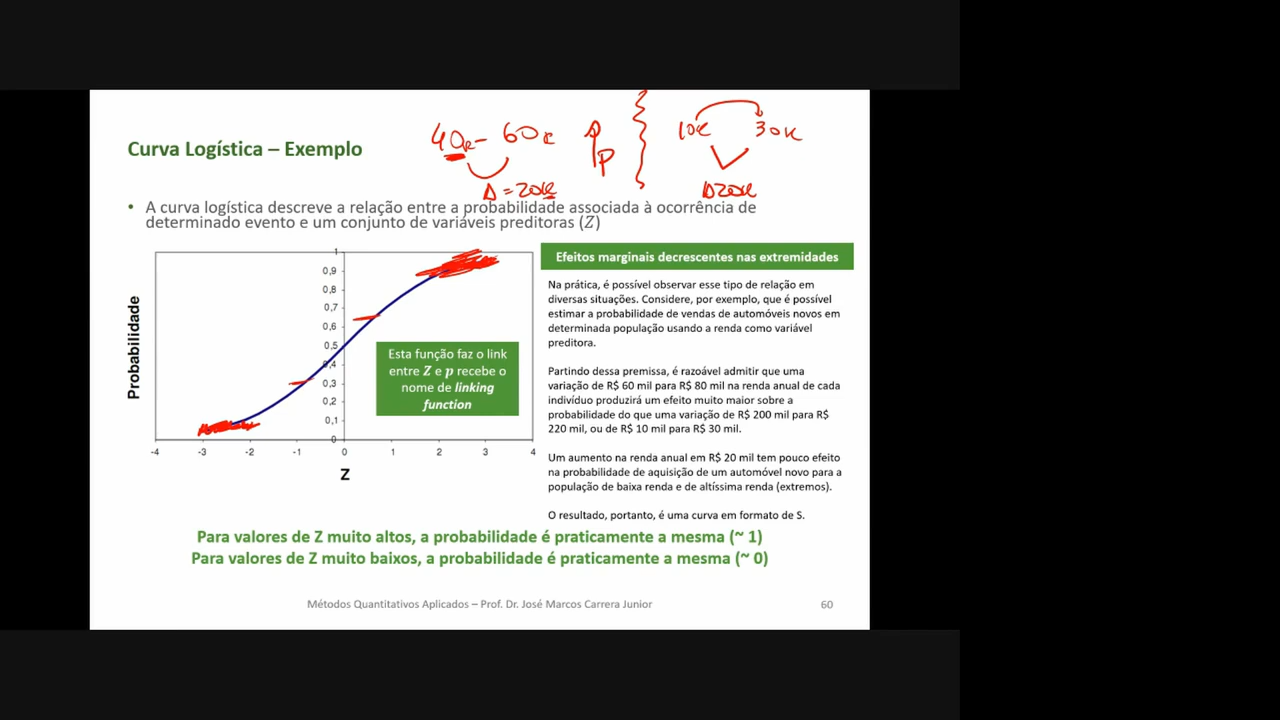 40k - 60k
P
10k 30k
Δ = 20k
Δ20k
Curva Logística – Exemplo
• A curva logística descreve a relação entre a probabilidade associada à ocorrência de
determinado evento e um conjunto de variáveis preditoras (Z)
Probabilidade
1
0,9
0,8
0,7
0,6
0,5
0,4
0,3
0,2
0,1
0
-4 -3 -2 -1 0 1 2 3 4
Z
Esta função faz o link
entre Z e p recebe o
nome de linking
function
Efeitos marginais decrescentes nas extremidades
Na prática, é possível observar esse tipo de relação em
diversas situações. Considere, por exemplo, que é possível
estimar a probabilidade de vendas de automóveis novos em
determinada população usando a renda como variável
preditora.
Partindo dessa premissa, é razoável admitir que uma
variação de R$ 60 mil para R$ 80 mil na renda anual de cada
indivíduo produzirá um efeito muito maior sobre a
probabilidade do que uma variação de R$ 200 mil para R$
220 mil, ou de R$ 10 mil para R$ 30 mil.
Um aumento na renda anual em R$ 20 mil tem pouco efeito
na probabilidade de aquisição de um automóvel novo para a
população de baixa renda e de altíssima renda (extremos).
O resultado, portanto, é uma curva em formato de S.
Para valores de Z muito altos, a probabilidade é praticamente a mesma (~ 1)
Para valores de Z muito baixos, a probabilidade é praticamente a mesma (~ 0)
Métodos Quantitativos Aplicados – Prof. Dr. José Marcos Carrera Junior
60